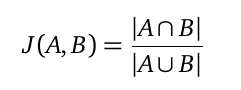 J(A, B) = |A ∩ B| / |A ∪ B|